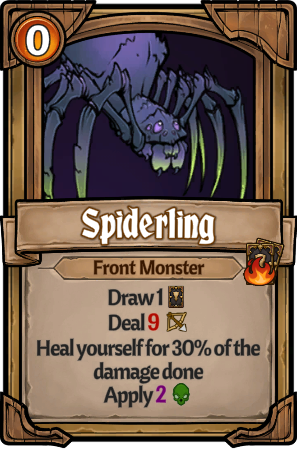 0
Spiderling
Front Monster
Draw 1
Deal 9
Heal yourself for 30% of the
damage done
Apply 2